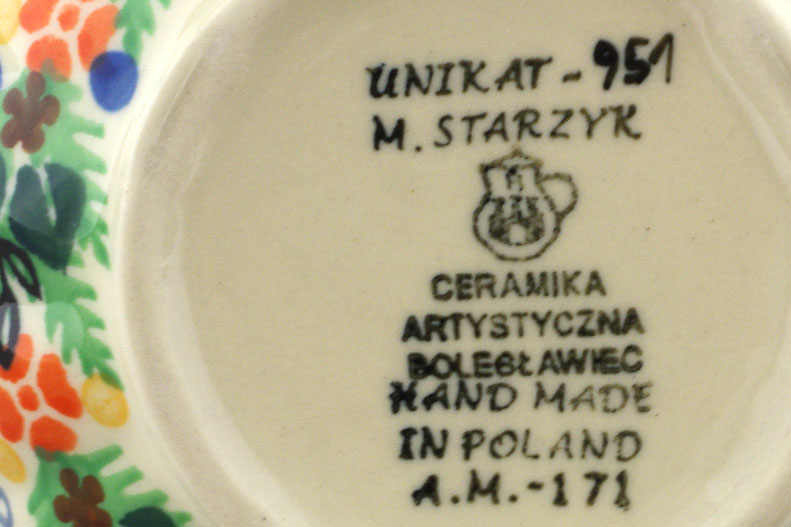 UNIKAT - 951
M. STARZYK
CERAMIKA
ARTYSTYCZNA
BOLESŁAWIEC
HAND MADE
IN POLAND
A.M.-171